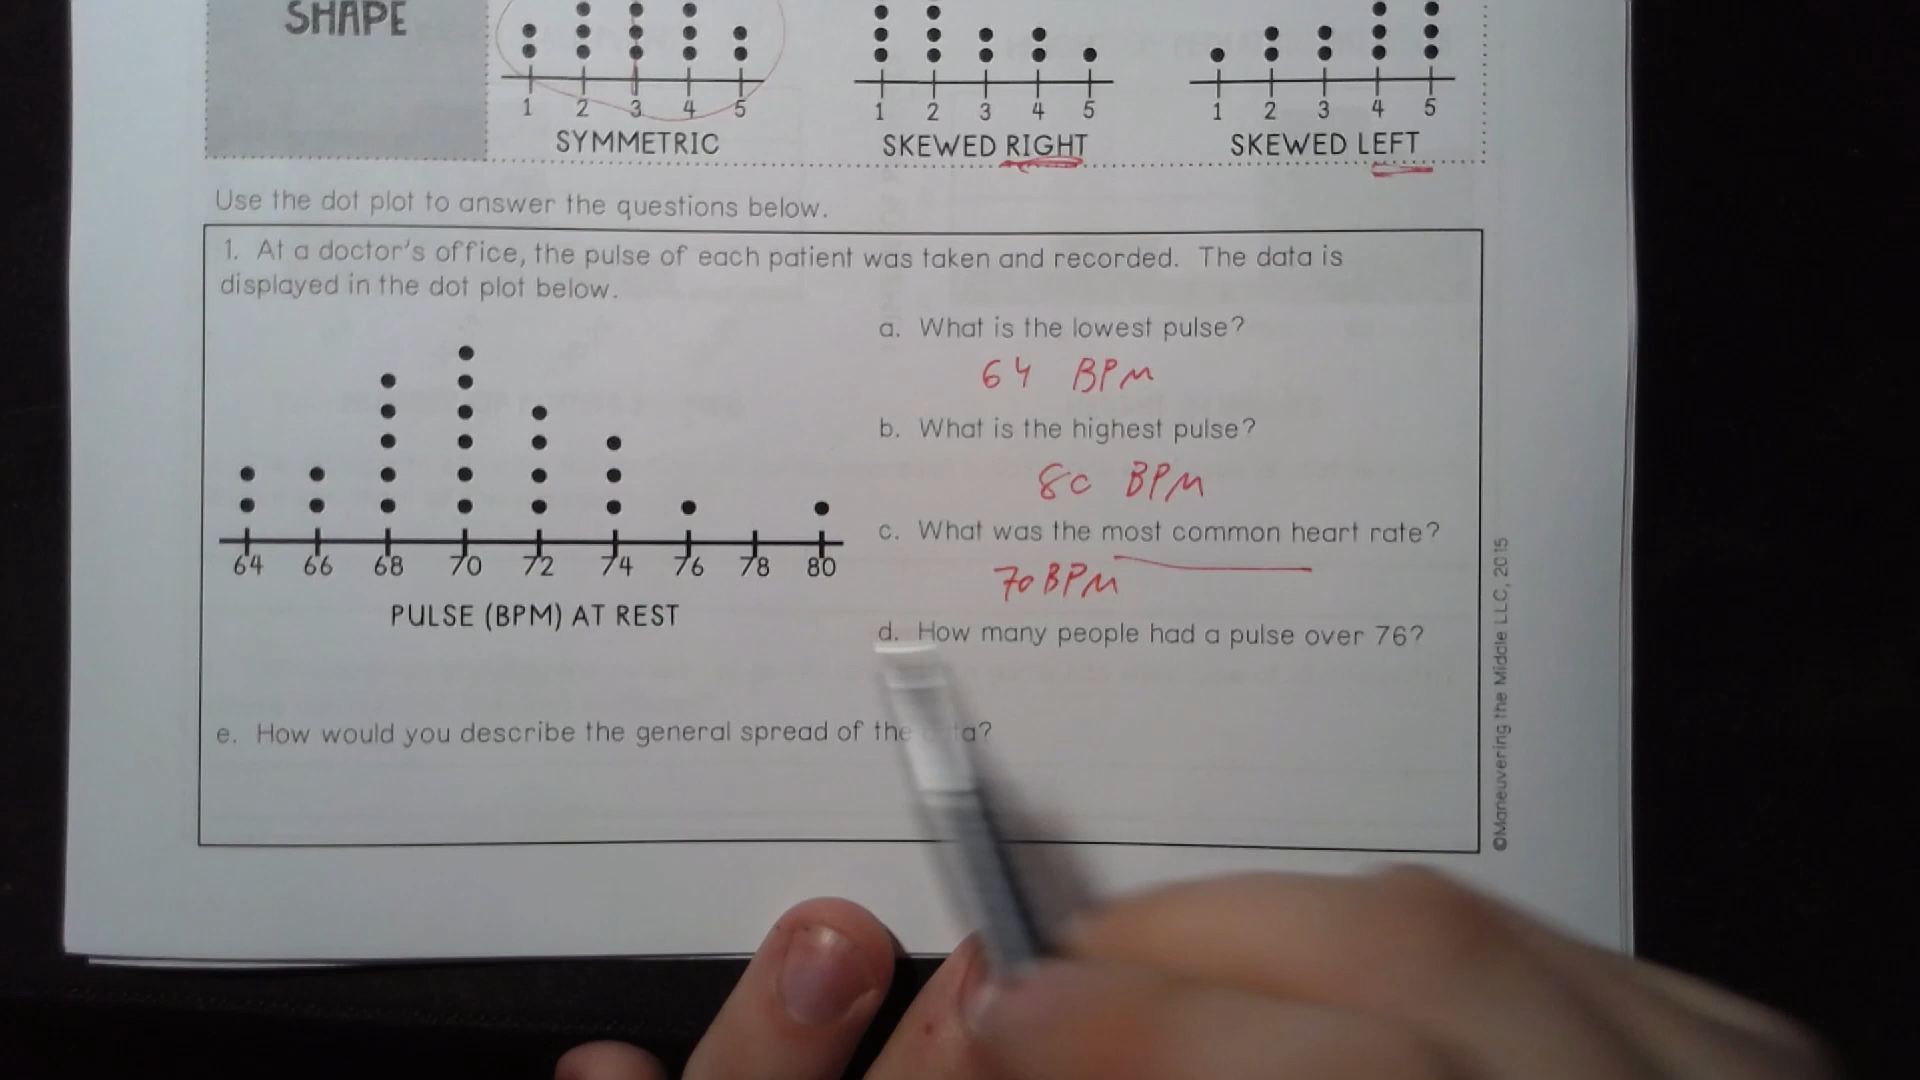 SHAPE
1 2 3 4 5
SYMMETRIC
1 2 3 4 5
SKEWED RIGHT
1 2 3 4 5
SKEWED LEFT
Use the dot plot to answer the questions below.
1. At a doctor's office, the pulse of each patient was taken and recorded. The data is
displayed in the dot plot below.
64 66 68 70 72 74 76 78 80
PULSE (BPM) AT REST
a. What is the lowest pulse?
64 BPM
b. What is the highest pulse?
80 BPM
c. What was the most common heart rate?
70 BPM
d. How many people had a pulse over 76?
e. How would you describe the general spread of the
©Maneuvering the Middle LLC, 2015